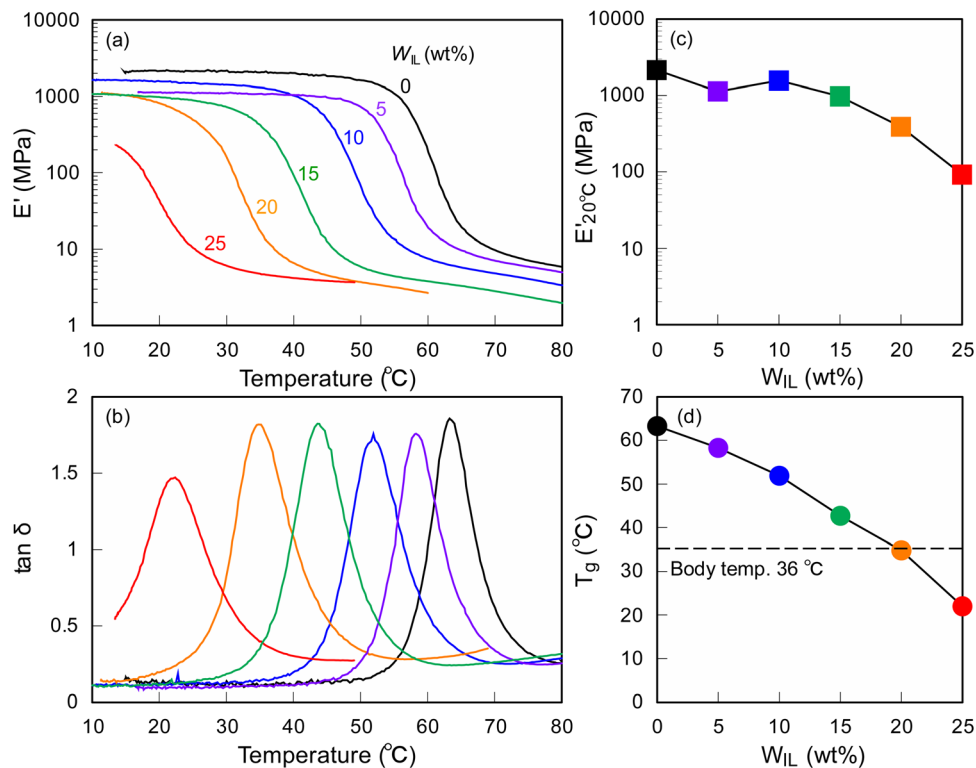 (a)
10000
1000
100
10
1
E' (MPa)
W_IL (wt%)
0
5
10
15
20
25
10 20 30 40 50 60 70 80
Temperature (°C)
(c)
10000
1000
100
10
1
E'20°C (MPa)
0 5 10 15 20 25
W_IL (wt%)
(b)
2
1.5
1
0.5
0
tan δ
10 20 30 40 50 60 70 80
Temperature (°C)
(d)
70
60
50
40
30
20
10
0
T_g (°C)
Body temp. 36 °C
0 5 10 15 20 25
W_IL (wt%)